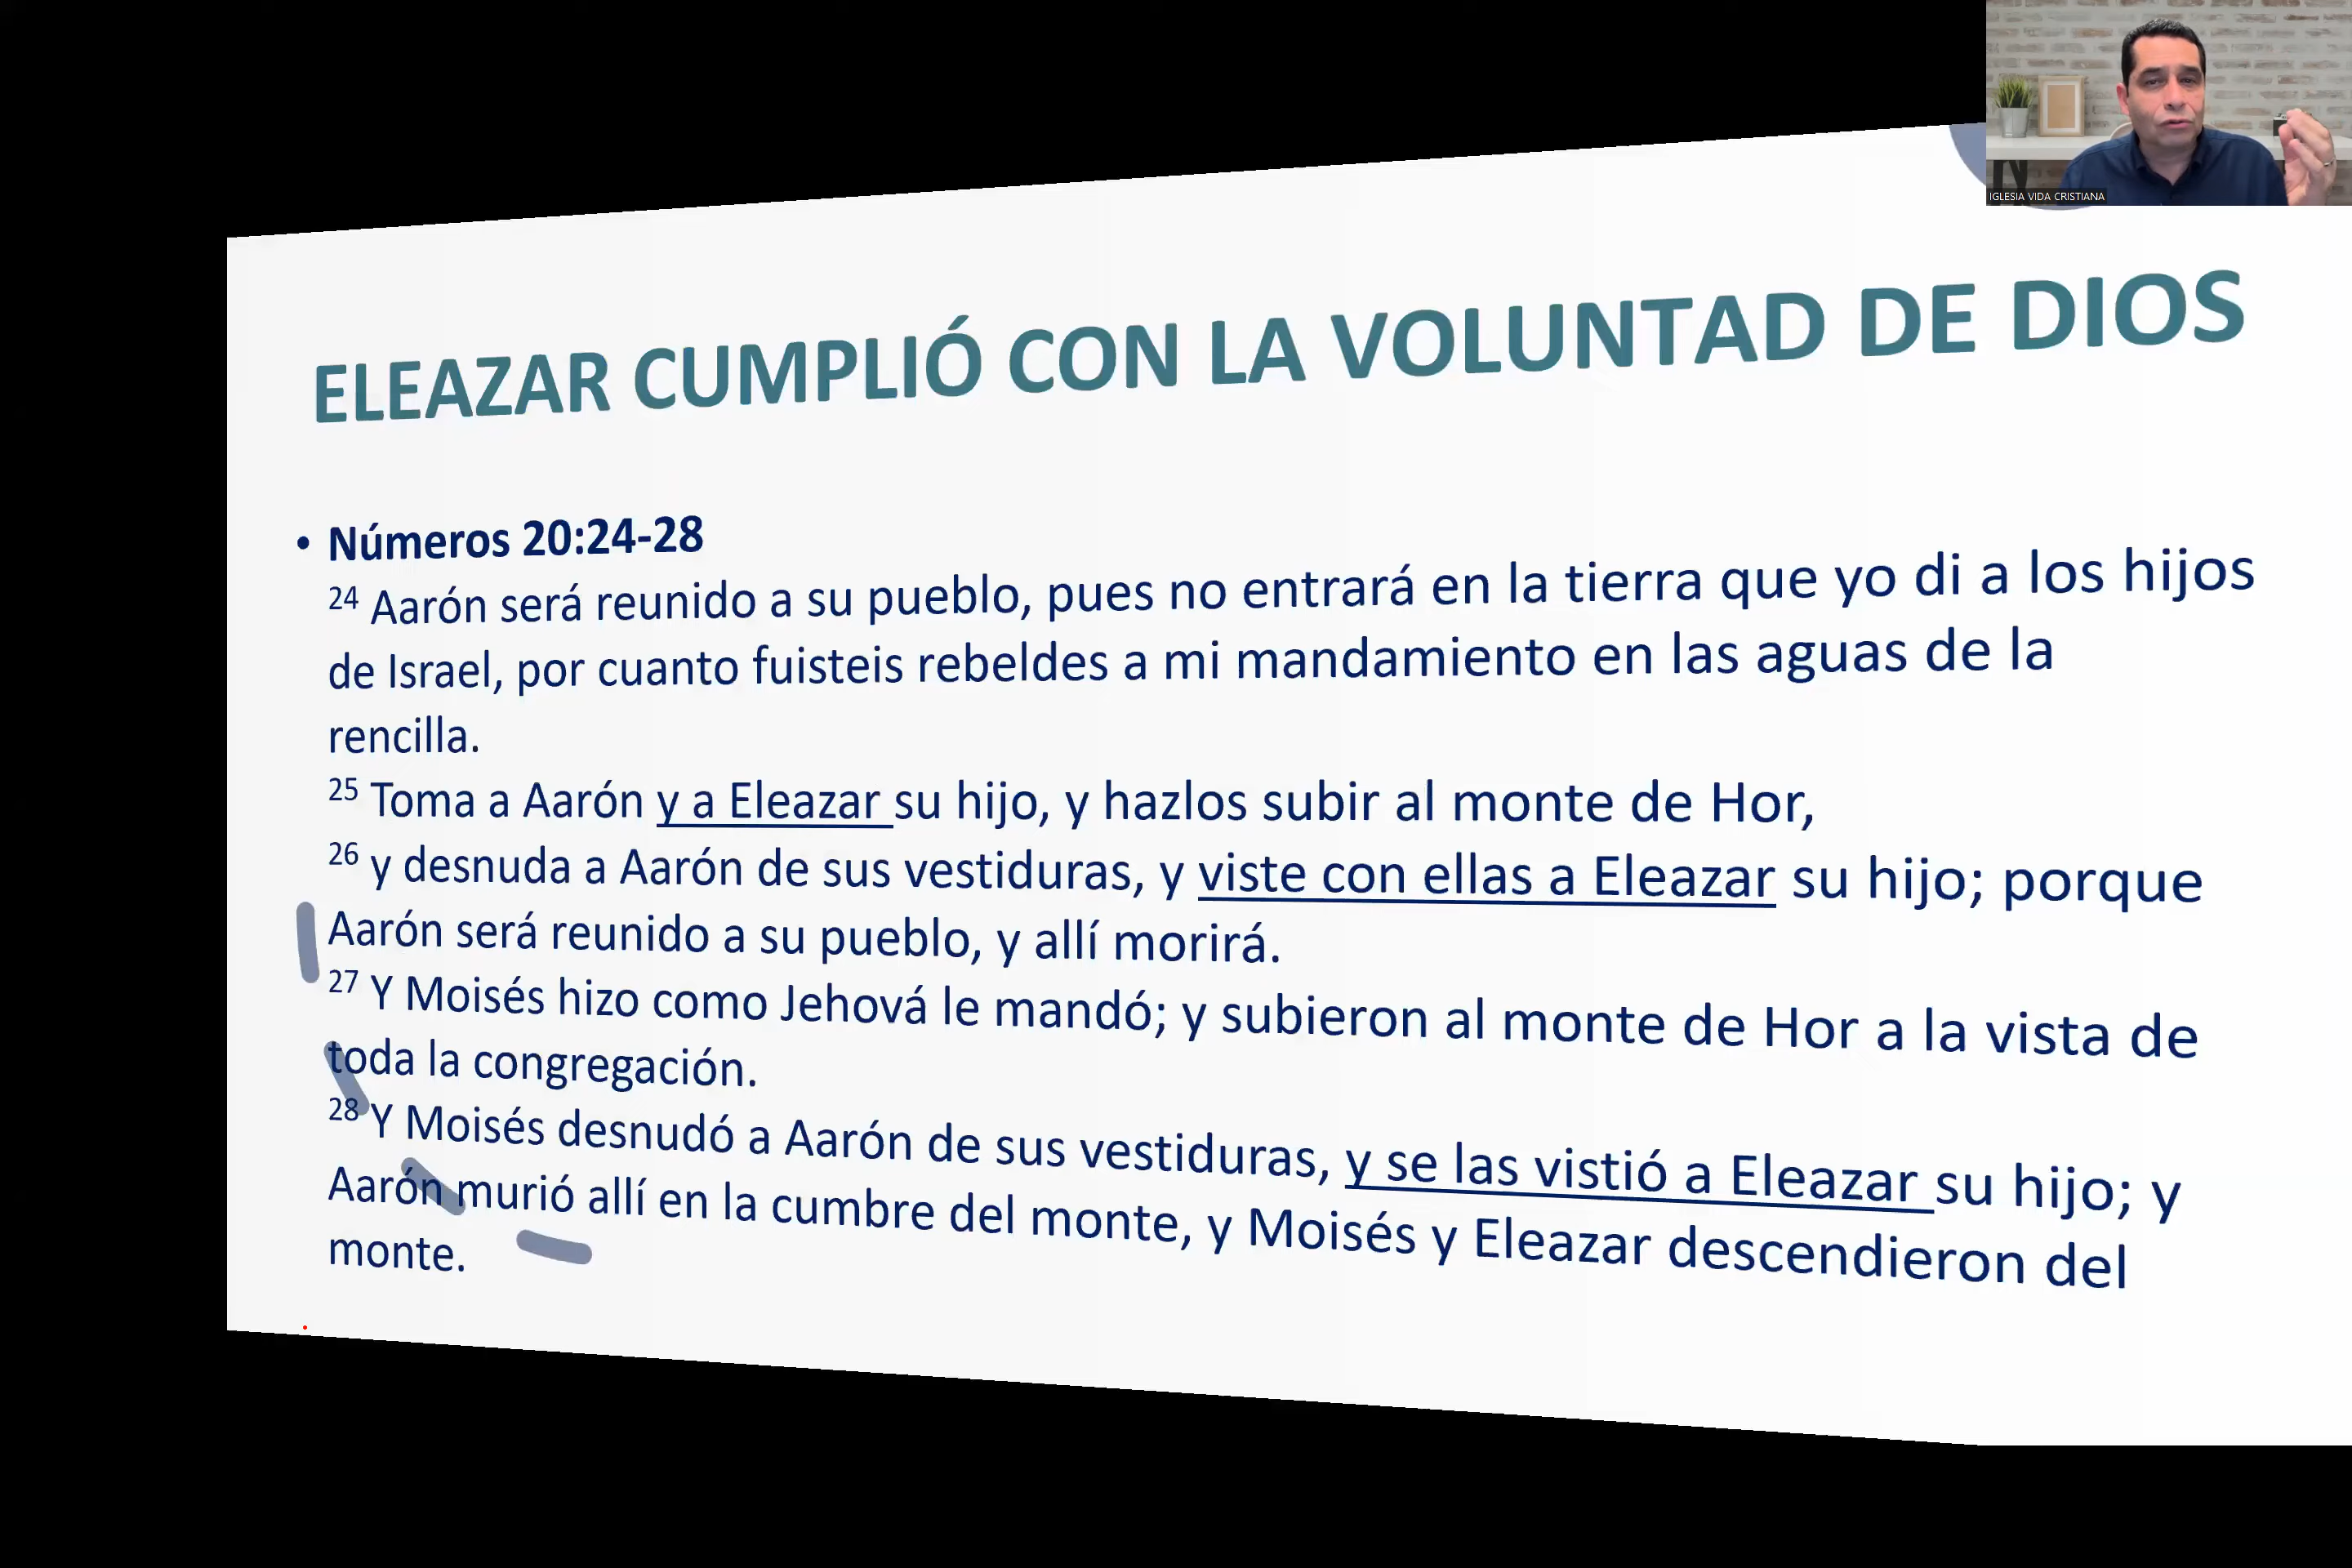 IGLESIA VIDA CRISTIANA
ELEAZAR CUMPLIÓ CON LA VOLUNTAD DE DIOS
• Números 20:24-28
24 Aarón será reunido a su pueblo, pues no entrará en la tierra que yo di a los hijos
de Israel, por cuanto fuisteis rebeldes a mi mandamiento en las aguas de la
rencilla.
25 Toma a Aarón y a Eleazar su hijo, y hazlos subir al monte de Hor,
26 y desnuda a Aarón de sus vestiduras, y viste con ellas a Eleazar su hijo; porque
Aarón será reunido a su pueblo, y allí morirá.
27 Y Moisés hizo como Jehová le mandó; y subieron al monte de Hor a la vista de
toda la congregación.
28 Y Moisés desnudó a Aarón de sus vestiduras, y se las vistió a Eleazar su hijo; y
Aarón murió allí en la cumbre del monte, y Moisés y Eleazar descendieron del
monte.